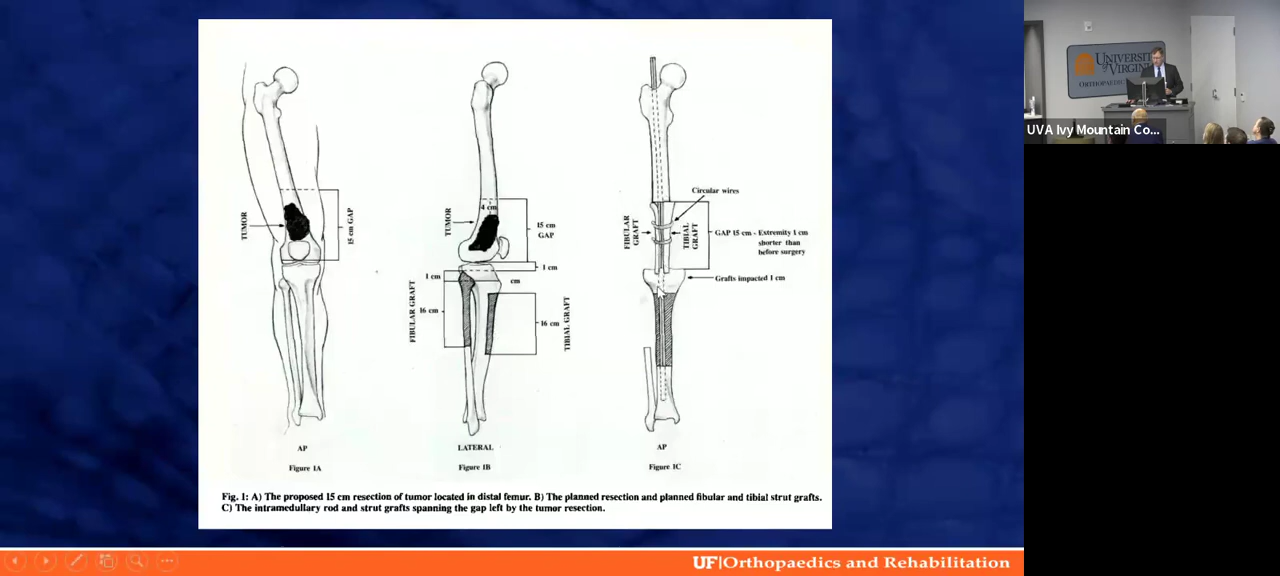 TUMOR
15 cm GAP
AP
Figure 1A
TUMOR
4 cm
15 cm
GAP
1 cm
1 cm
cm
FIBULAR GRAFT
16 cm
16 cm
TIBIAL GRAFT
LATERAL
Figure 1B
Circular wires
FIBULAR
GRAFT
TIBIAL
GRAFT
GAP 15 cm - Extremity 1 cm
shorter than
before surgery
Grafts impacted 1 cm
AP
Figure 1C
Fig. 1: A) The proposed 15 cm resection of tumor located in distal femur. B) The planned resection and planned fibular and tibial strut grafts.
C) The intramedullary rod and strut grafts spanning the gap left by the tumor resection.
UF|Orthopaedics and Rehabilitation
UNIVERSITY
of VIRGINIA
UVA Ivy Mountain Co...